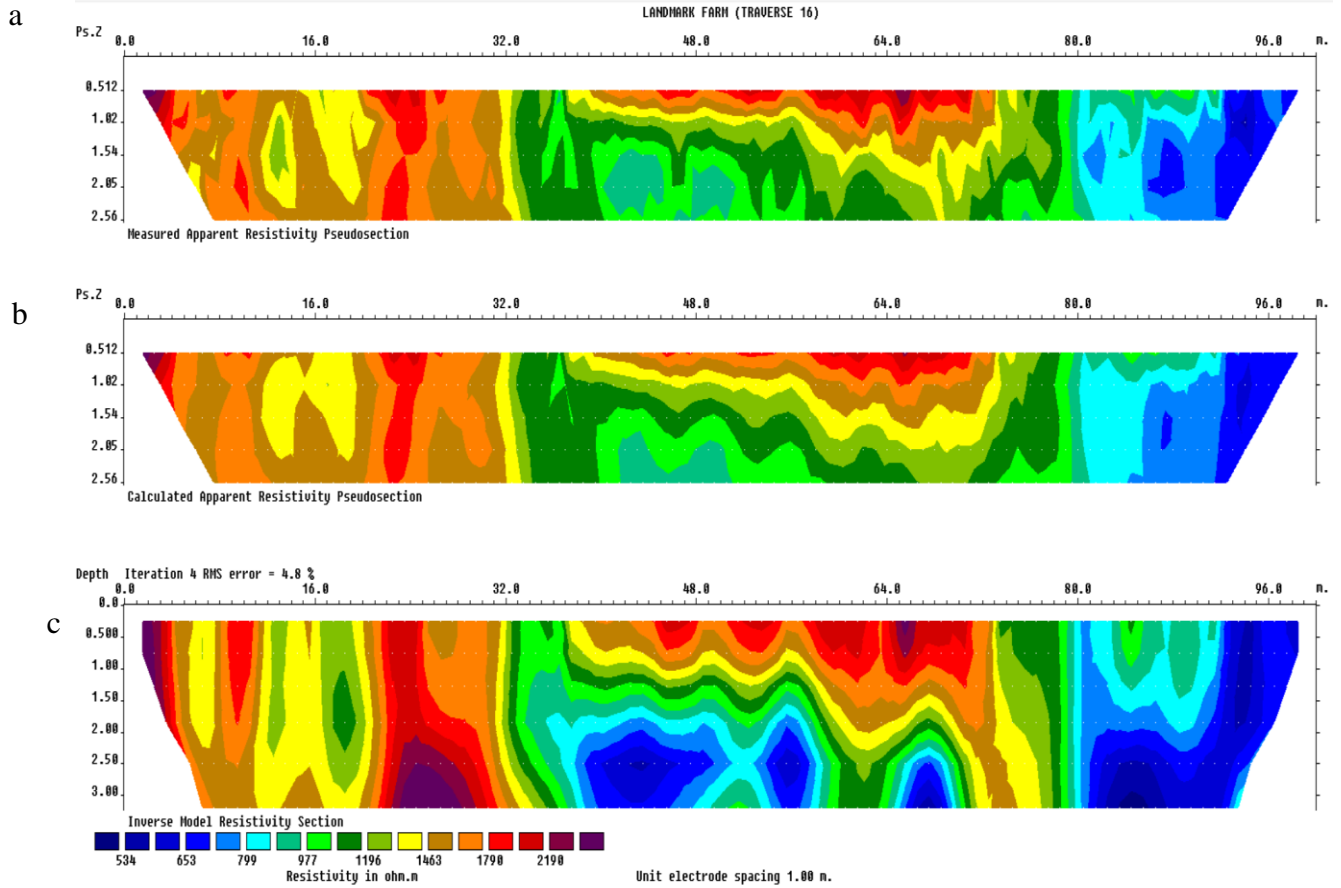 a
LANDMARK FARM (TRAVERSE 16)
Ps.Z
0.0 16.0 32.0 48.0 64.0 80.0 96.0 m.
0.512
1.02
1.54
2.05
2.56
Measured Apparent Resistivity Pseudosection
b
Ps.Z
0.0 16.0 32.0 48.0 64.0 80.0 96.0 m.
0.512
1.02
1.54
2.05
2.56
Calculated Apparent Resistivity Pseudosection
Depth Iteration 4 RMS error = 4.8 %
0.0 16.0 32.0 48.0 64.0 80.0 96.0 m.
c
0.0
0.500
1.00
1.50
2.00
2.50
3.00
Inverse Model Resistivity Section
534 653 799 977 1196 1463 1790 2190
Resistivity in ohm.m Unit electrode spacing 1.00 m.